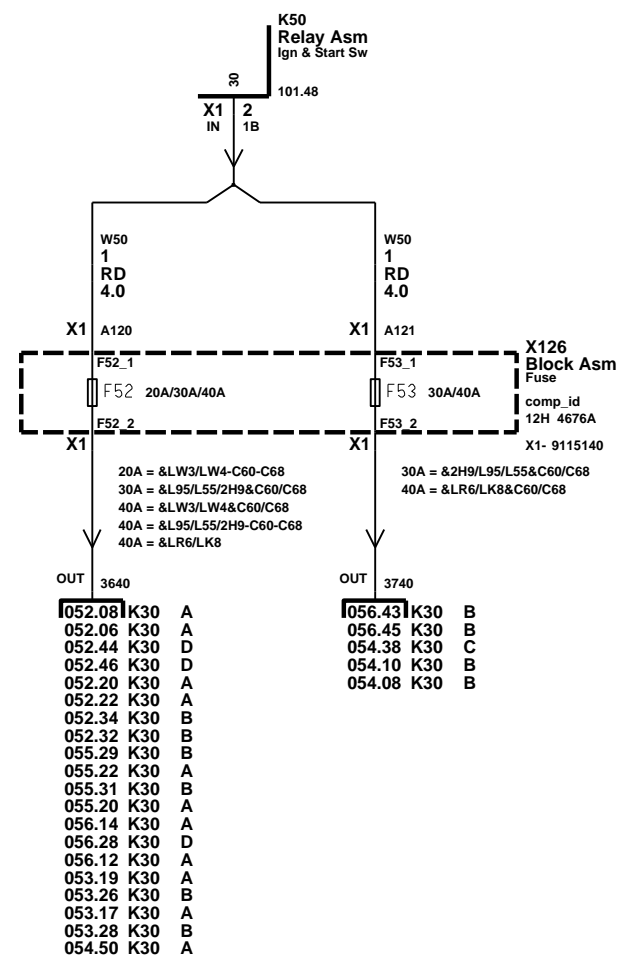 K50
Relay Asm
Ign & Start Sw
30
101.48
X1 2
IN 1B
W50
1
RD
4.0
W50
1
RD
4.0
X1 A120
X1 A121
F52_1
F53_1
X126
Block Asm
Fuse
F52 20A/30A/40A
F53 30A/40A
comp_id
12H 4676A
F52_2
F53_2
X1
X1
X1- 9115140
20A = &LW3/LW4-C60-C68
30A = &L95/L55/2H9&C60/C68
40A = &LW3/LW4&C60/C68
40A = &L95/L55/2H9-C60-C68
40A = &LR6/LK8
30A = &2H9/L95/L55&C60/C68
40A = &LR6/LK8&C60/C68
OUT 3640
052.08 K30 A
052.06 K30 A
052.44 K30 D
052.46 K30 D
052.20 K30 A
052.22 K30 A
052.34 K30 B
052.32 K30 B
055.29 K30 B
055.22 K30 A
055.31 K30 B
055.20 K30 A
056.14 K30 A
056.28 K30 D
056.12 K30 A
053.19 K30 A
053.26 K30 B
053.17 K30 A
053.28 K30 B
054.50 K30 A
OUT 3740
056.43 K30 B
056.45 K30 B
054.38 K30 C
054.10 K30 B
054.08 K30 B